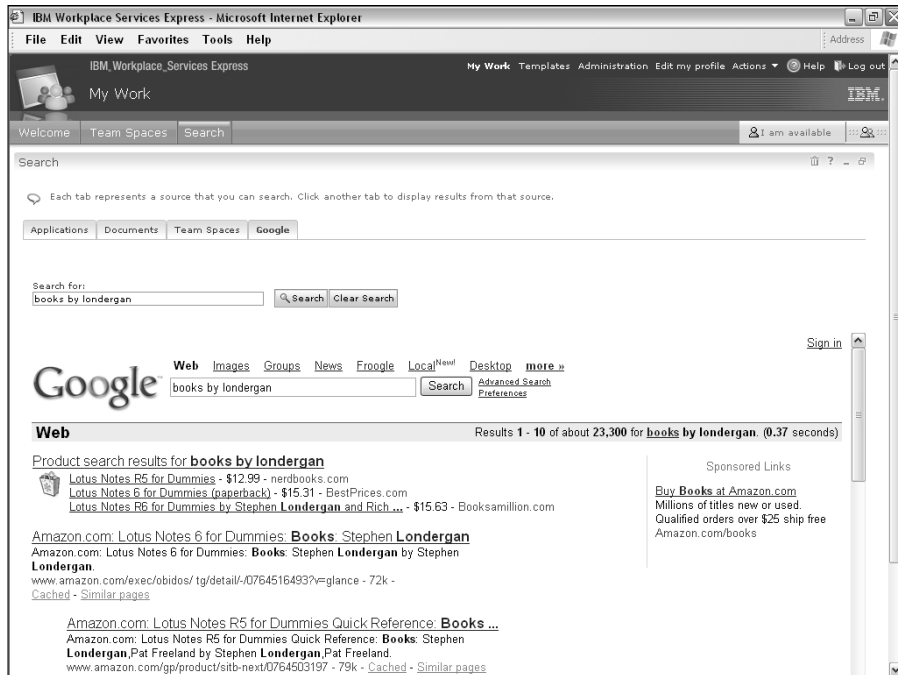 IBM Workplace Services Express - Microsoft Internet Explorer
File Edit View Favorites Tools Help Address
IBM_Workplace_Services Express My Work Templates Administration Edit my profile Actions Help Log out
My Work IBM.
Welcome Team Spaces Search I am available
Search
Each tab represents a source that you can search. Click another tab to display results from that source.
Applications Documents Team Spaces Google
Search for:
books by londergan Search Clear Search
Sign in
Web Images Groups News Froogle Local New! Desktop more »
Google books by londergan Search Advanced Search
Preferences
Web Results 1 - 10 of about 23,300 for books by londergan. (0.37 seconds)
Product search results for books by londergan
Lotus Notes R5 for Dummies - $12.99 - nerdbooks.com
Lotus Notes 6 for Dummies (paperback) - $15.31 - BestPrices.com
Lotus Notes R6 for Dummies by Stephen Londergan and Rich ... - $15.63 - Booksamillion.com
Sponsored Links
Buy Books at Amazon.com
Millions of titles new or used.
Qualified orders over $25 ship free
Amazon.com/books
Amazon.com: Lotus Notes 6 for Dummies: Books: Stephen Londergan
Amazon.com: Lotus Notes 6 for Dummies: Books: Stephen Londergan by Stephen
Londergan.
www.amazon.com/exec/obidos/ tg/detail/-/0764516493?v=glance - 72k -
Cached - Similar pages
Amazon.com: Lotus Notes R5 for Dummies Quick Reference: Books ...
Amazon.com: Lotus Notes R5 for Dummies Quick Reference: Books: Stephen
Londergan,Pat Freeland by Stephen Londergan,Pat Freeland.
www.amazon.com/gp/product/sitb-next/0764503197 - 79k - Cached - Similar pages